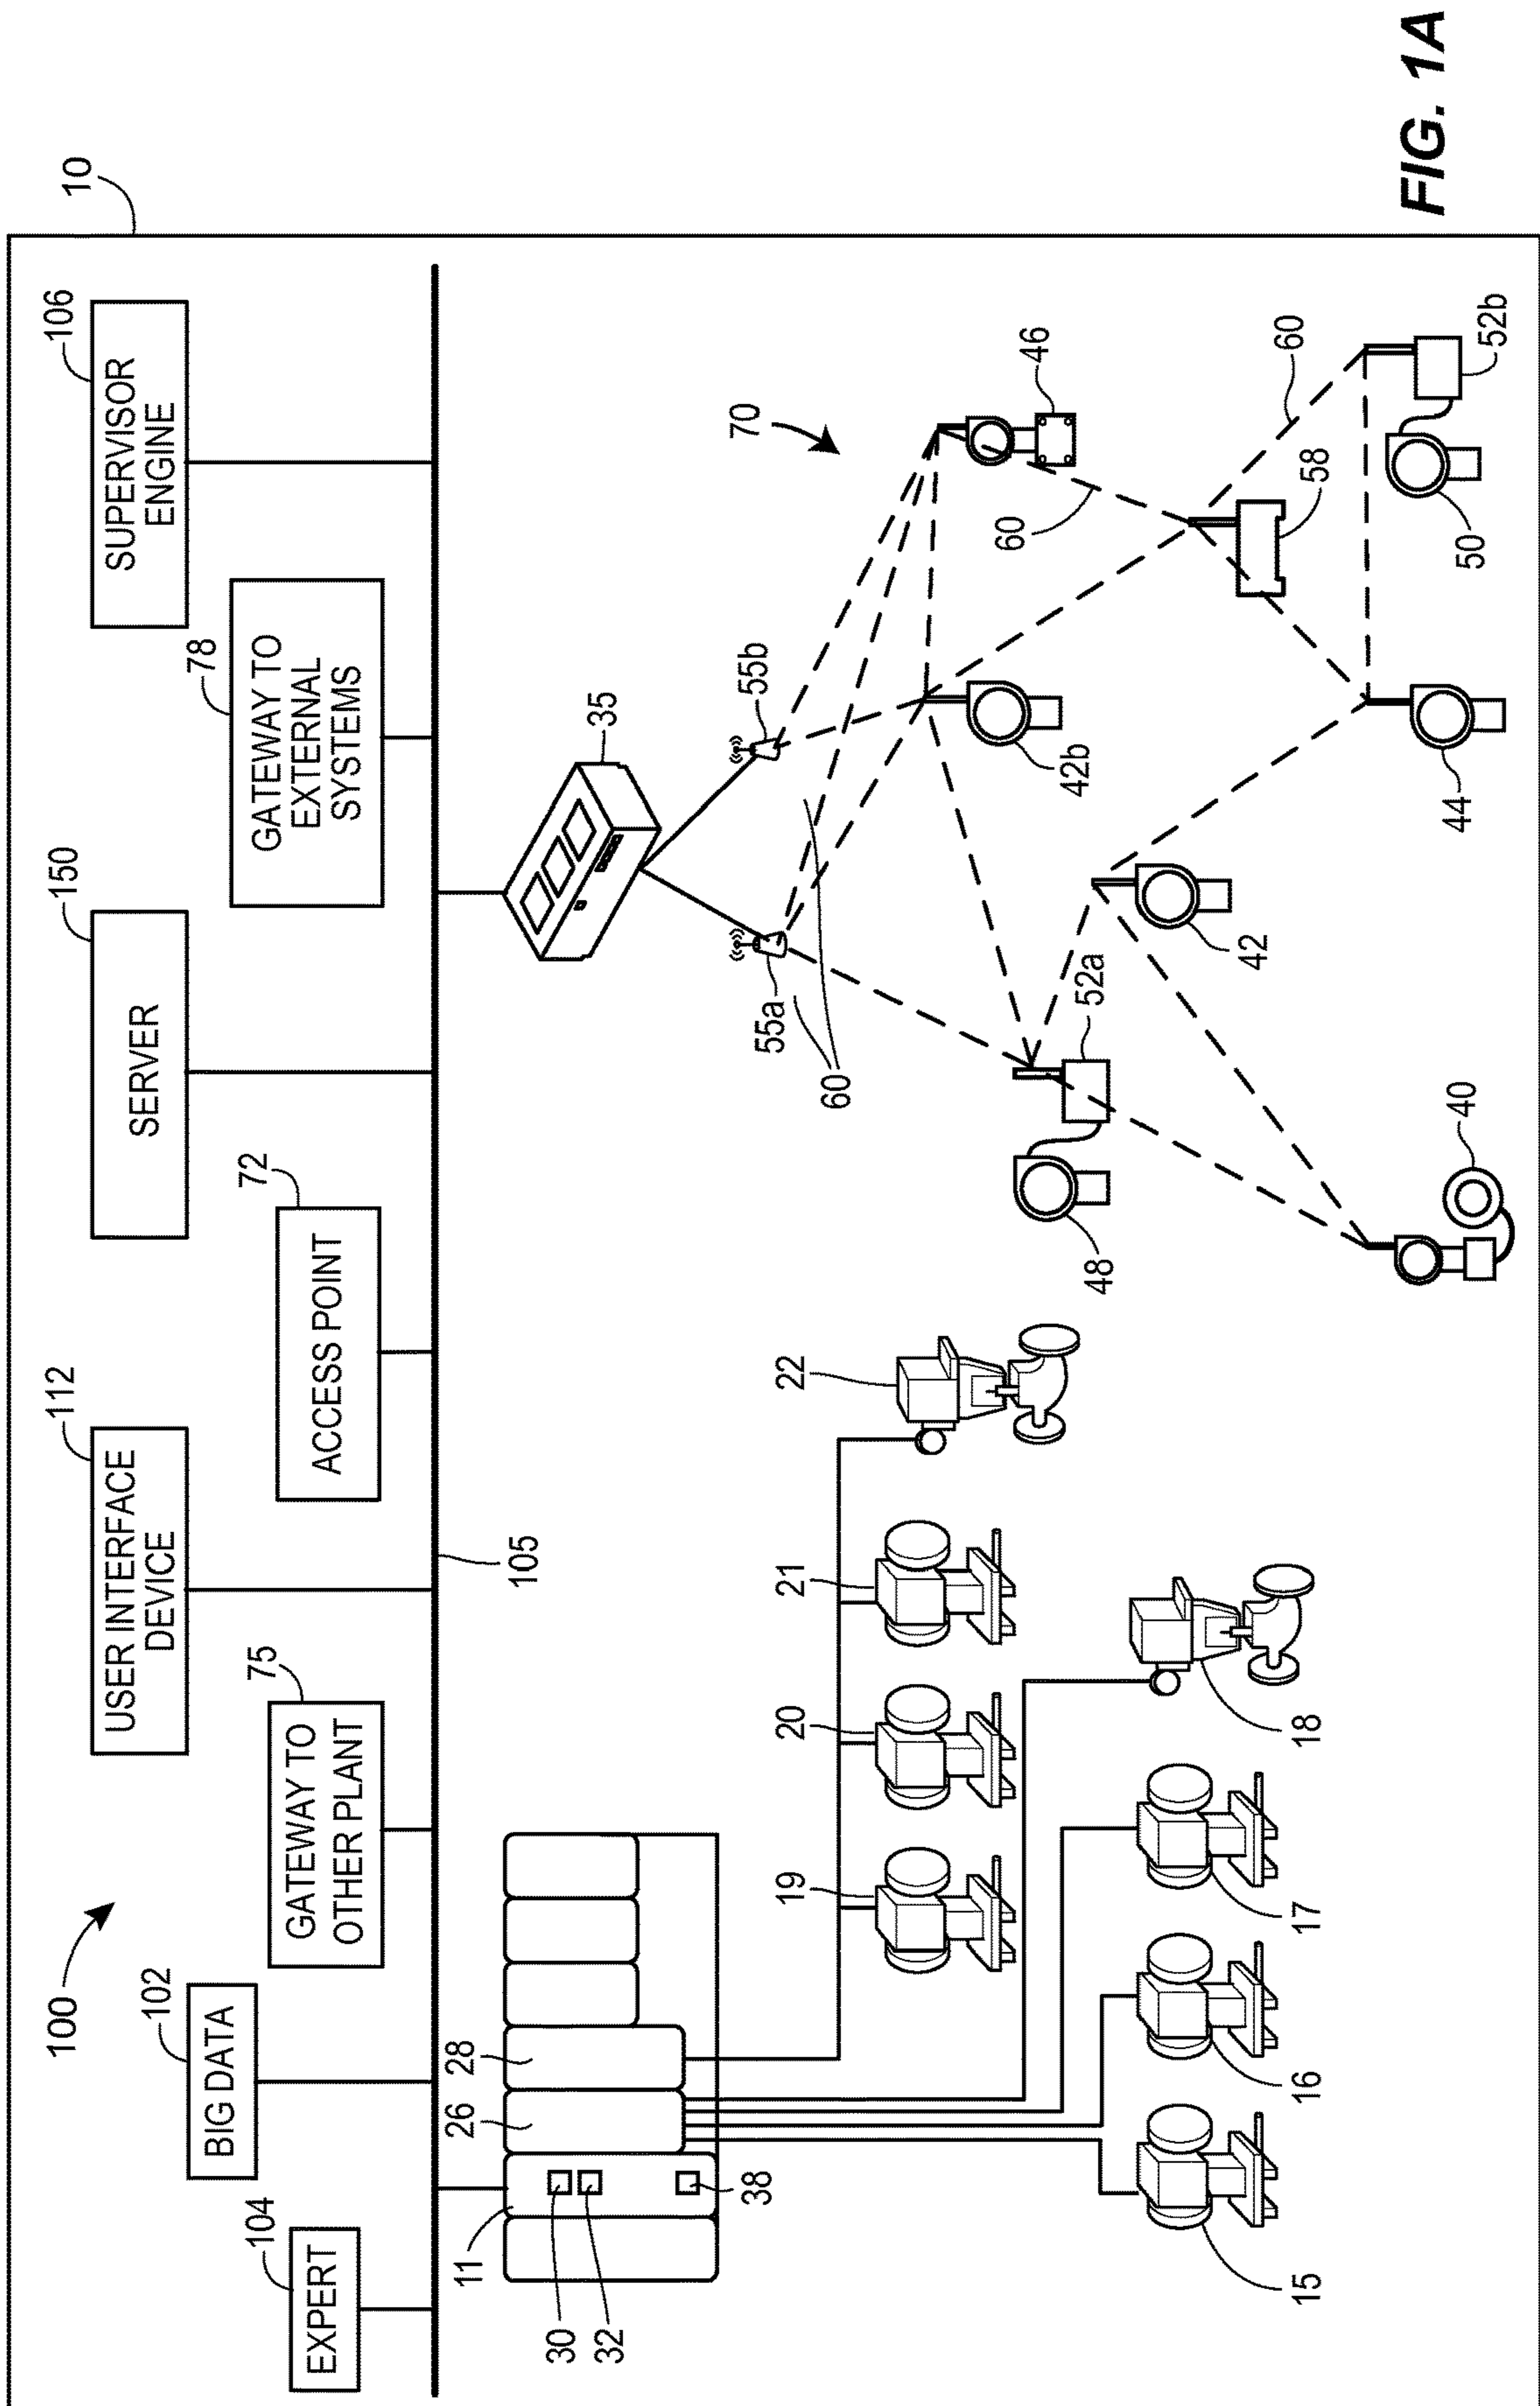 10
100
104
EXPERT
102
BIG DATA
75
GATEWAY TO
OTHER PLANT
112
USER INTERFACE
DEVICE
72
ACCESS POINT
150
SERVER
78
GATEWAY TO
EXTERNAL
SYSTEMS
106
SUPERVISOR
ENGINE
105
11
26
28
30
32
38
35
55a
55b
70
60
46
60
60
42b
52a
48
42
58
52b
50
44
40
19
20
21
22
15
16
17
18
FIG. 1A